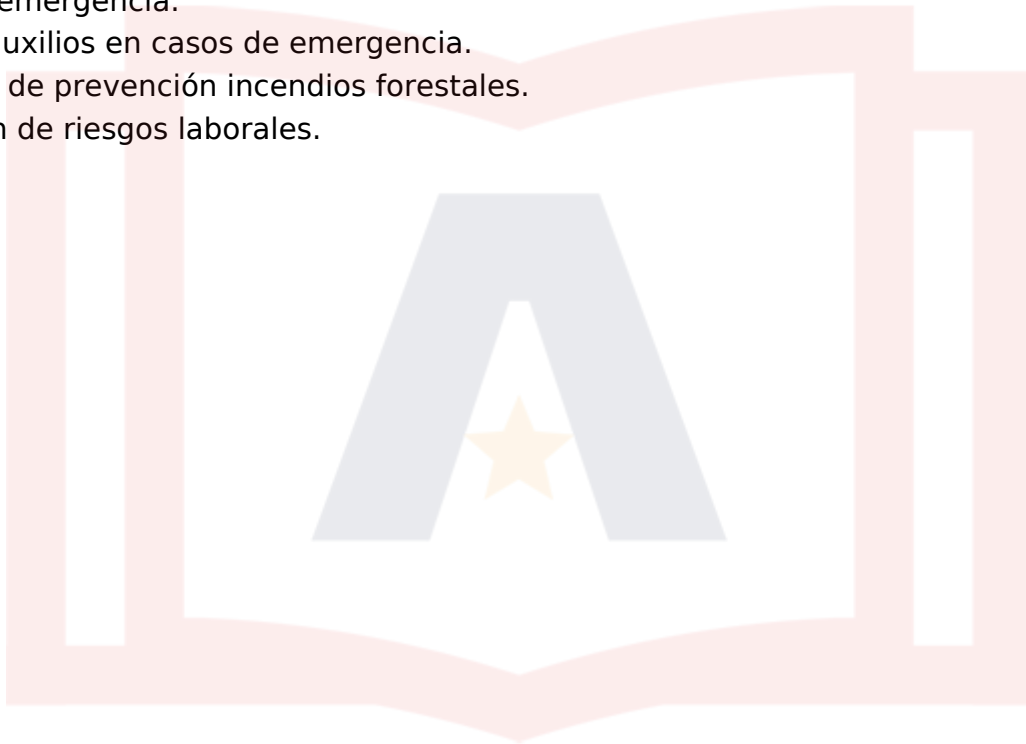 emergencia.
uxilios en casos de emergencia.
de prevención incendios forestales.
n de riesgos laborales.